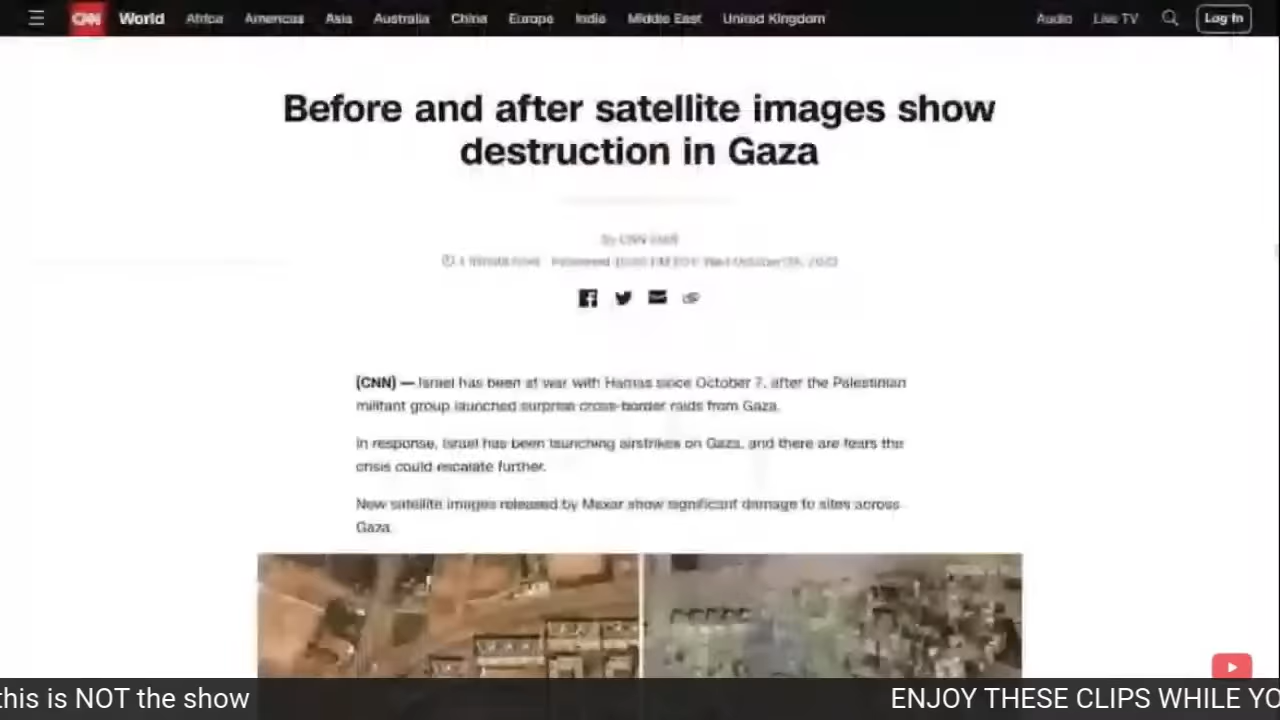 CNN World Africa Americas Asia Australia China Europe India Middle East United Kingdom Audio Live TV Log In
Before and after satellite images show
destruction in Gaza
By CNN staff
(CNN) — Israel has been at war with Hamas since October 7, after the Palestinian
militant group launched surprise cross-border raids from Gaza.
In response, Israel has been launching airstrikes on Gaza, and there are fears the
crisis could escalate further.
New satellite images released by Maxar show significant damage to sites across
Gaza.
this is NOT the show ENJOY THESE CLIPS WHILE YO